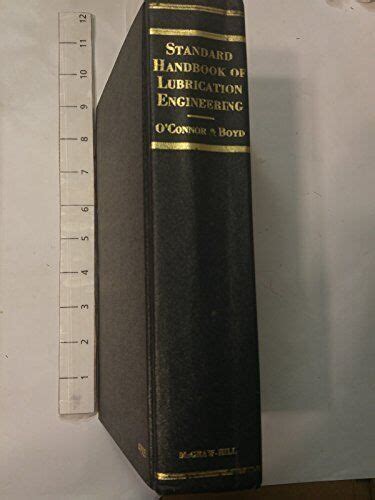 STANDARD
HANDBOOK OF
LUBRICATION
ENGINEERING
O'CONNOR & BOYD
McGRAW-HILL
12
11
10
9
8
7
6
5
4
3
2
1